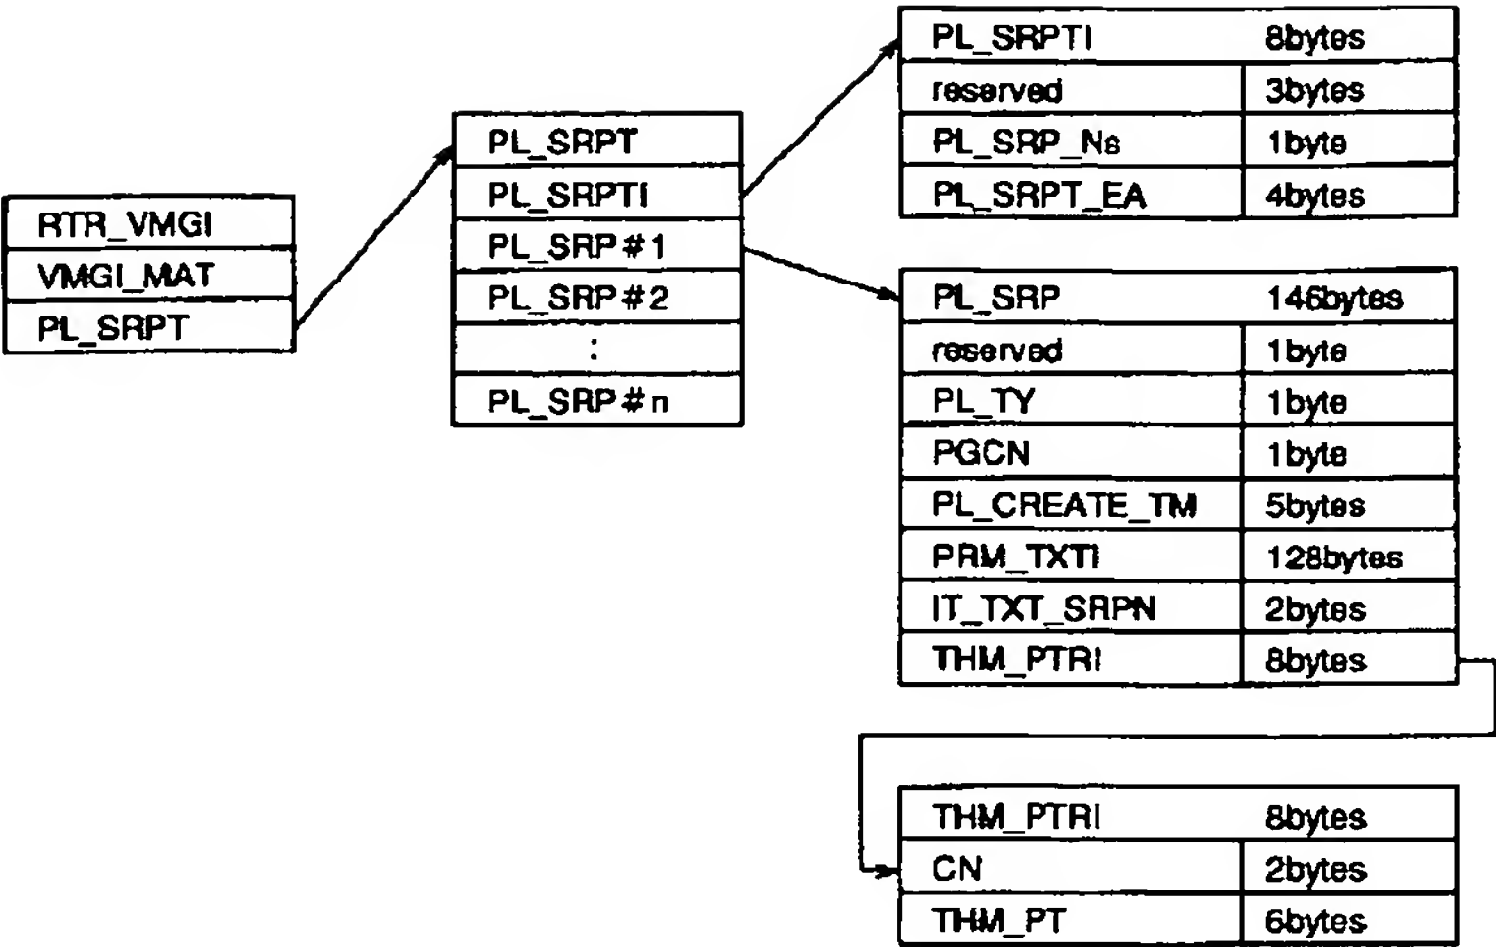 RTR_VMGI
VMGI_MAT
PL_SRPT
PL_SRPT
PL_SRPTI
PL_SRP#1
PL_SRP#2
:
PL_SRP#n
PL_SRPTI 8bytes
reserved 3bytes
PL_SRP_Ns 1byte
PL_SRPT_EA 4bytes
PL_SRP 146bytes
reserved 1byte
PL_TY 1byte
PGCN 1byte
PL_CREATE_TM 5bytes
PRM_TXTI 128bytes
IT_TXT_SRPN 2bytes
THM_PTRI 8bytes
THM_PTRI 8bytes
CN 2bytes
THM_PT 6bytes